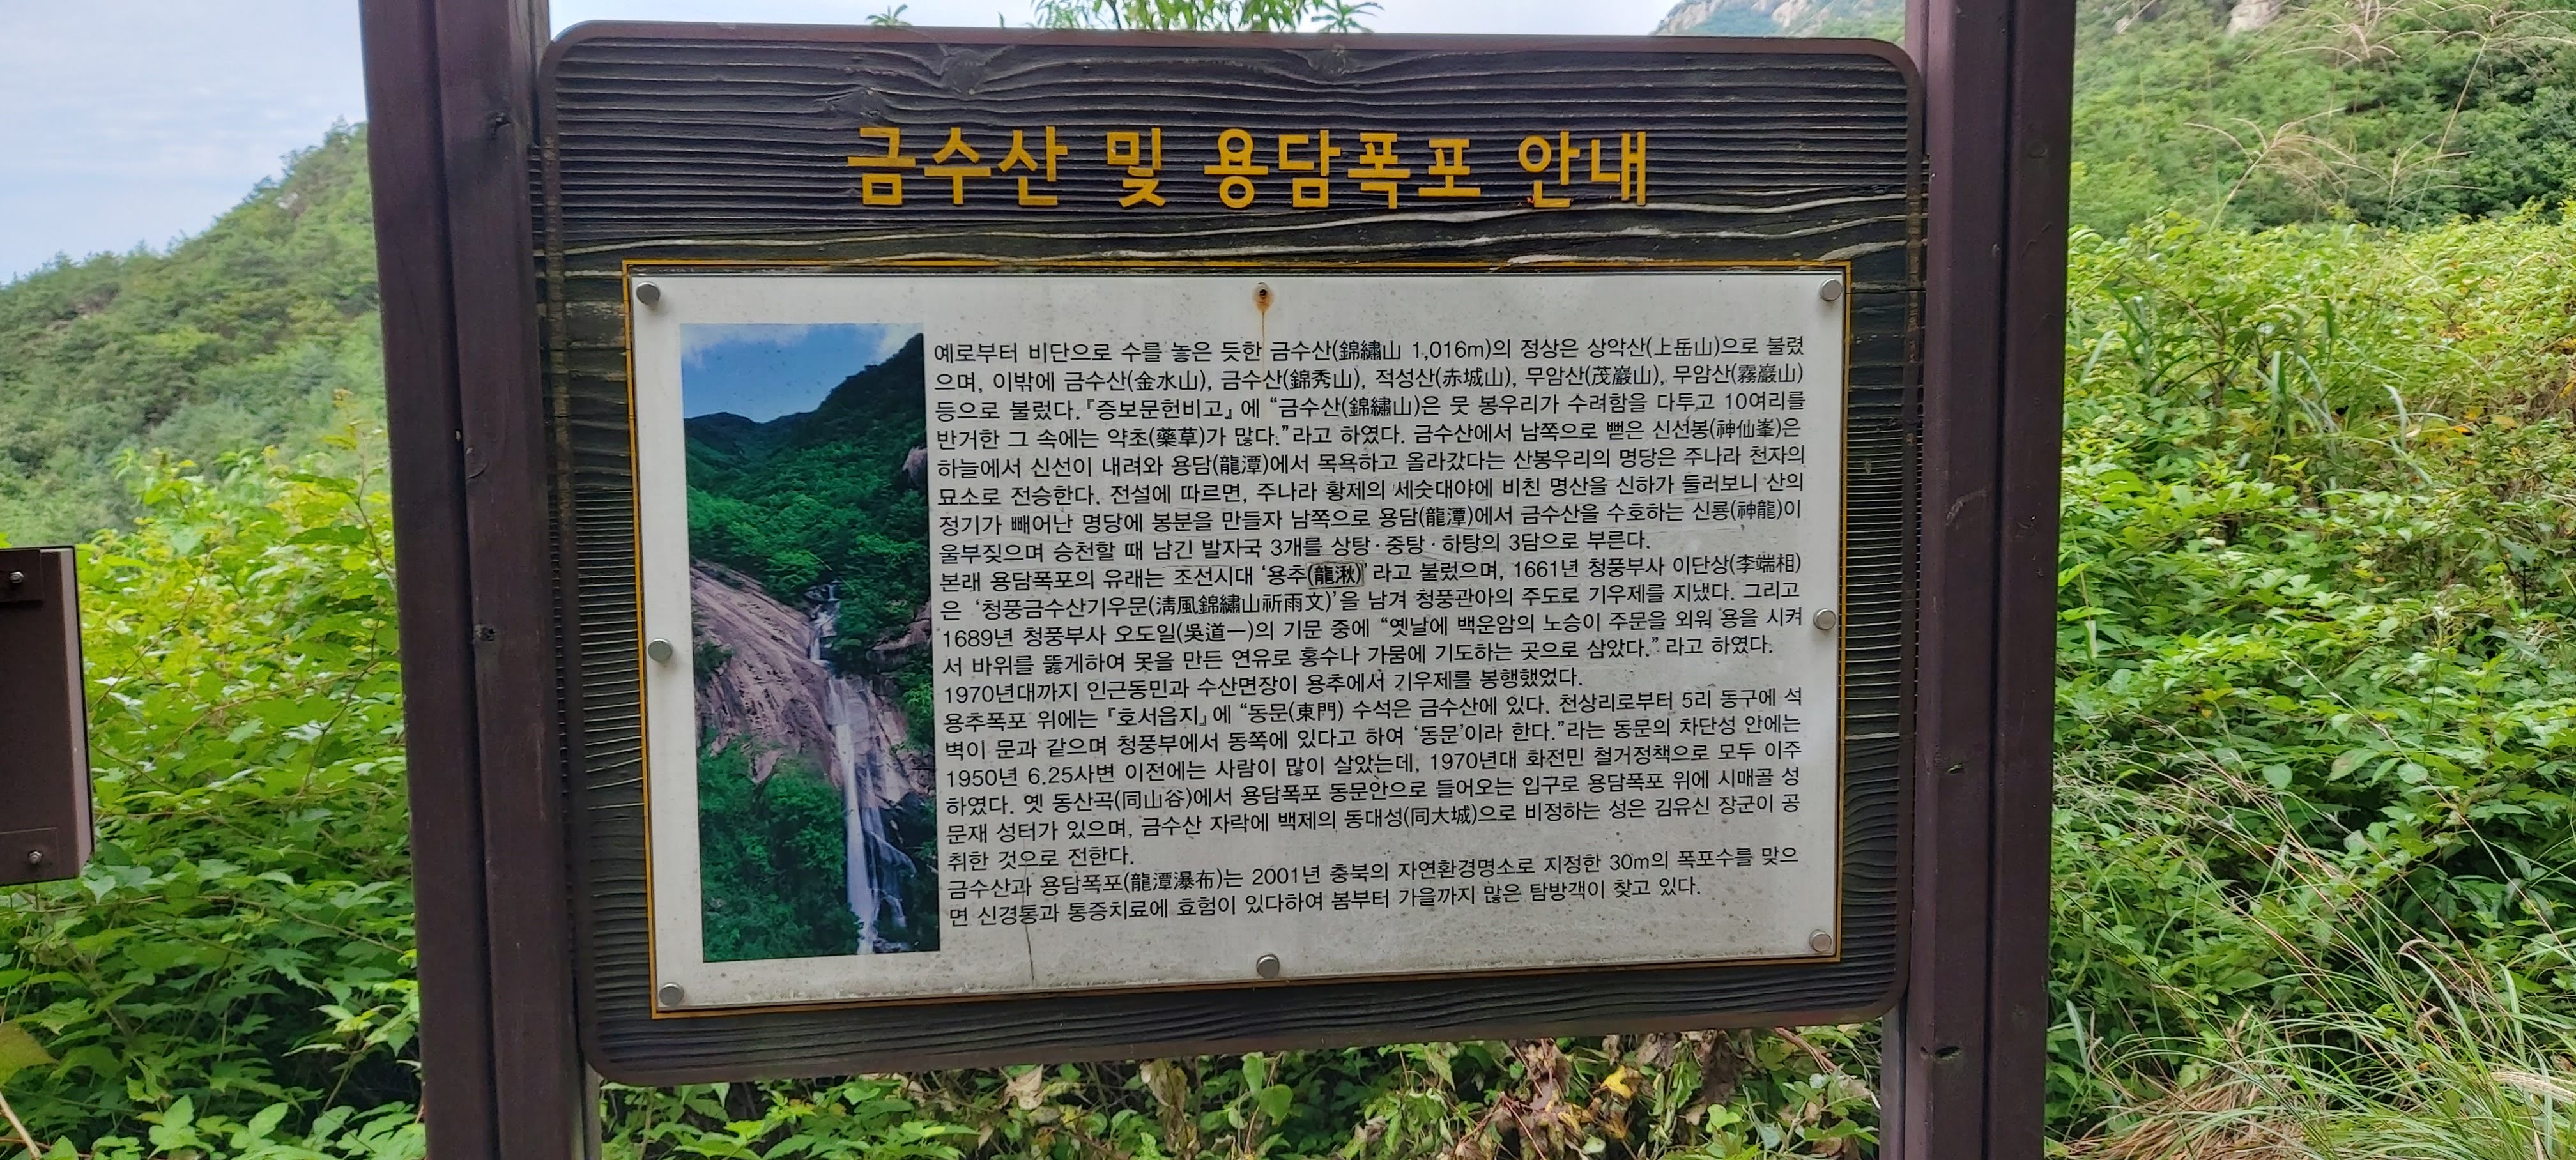 금수산 및 용담폭포 안내
예로부터 비단으로 수를 놓은 듯한 금수산(錦繡山 1,016m)의 정상은 상악산(上岳山)으로 불렸
으며, 이밖에 금수산(金水山), 금수산(錦秀山), 적성산(赤城山), 무암산(茂巖山), 무암산(霧巖山)
등으로 불렀다.『증보문헌비고』에 “금수산(錦繡山)은 뭇 봉우리가 수려함을 다투고 10여리를
반거한 그 속에는 약초(藥草)가 많다.”라고 하였다. 금수산에서 남쪽으로 뻗은 신선봉(神仙峯)은
하늘에서 신선이 내려와 용담(龍潭)에서 목욕하고 올라갔다는 산봉우리의 명당은 주나라 천자의
묘소로 전승한다. 전설에 따르면, 주나라 황제의 세숫대야에 비친 명산을 신하가 둘러보니 산의
정기가 빼어난 명당에 봉분을 만들자 남쪽으로 용담(龍潭)에서 금수산을 수호하는 신룡(神龍)이
울부짖으며 승천할 때 남긴 발자국 3개를 상탕·중탕·하탕의 3담으로 부른다.
본래 용담폭포의 유래는 조선시대 ‘용추(龍湫)’라고 불렀으며, 1661년 청풍부사 이단상(李端相)
은 ‘청풍금수산기우문(淸風錦繡山祈雨文)’을 남겨 청풍관아의 주도로 기우제를 지냈다. 그리고
1689년 청풍부사 오도일(吳道一)의 기문 중에 “옛날에 백운암의 노승이 주문을 외워 용을 시켜
서 바위를 뚫게하여 못을 만든 연유로 홍수나 가뭄에 기도하는 곳으로 삼았다.” 라고 하였다.
1970년대까지 인근동민과 수산면장이 용추에서 기우제를 봉행했었다.
용추폭포 위에는『호서읍지』에 “동문(東門) 수석은 금수산에 있다. 천상리로부터 5리 동구에 석
벽이 문과 같으며 청풍부에서 동쪽에 있다고 하여 ‘동문’이라 한다.”라는 동문의 차단성 안에는
1950년 6.25사변 이전에는 사람이 많이 살았는데, 1970년대 화전민 철거정책으로 모두 이주
하였다. 옛 동산곡(同山谷)에서 용담폭포 동문안으로 들어오는 입구로 용담폭포 위에 시매골 성
문재 성터가 있으며, 금수산 자락에 백제의 동대성(同大城)으로 비정하는 성은 김유신 장군이 공
취한 것으로 전한다.
금수산과 용담폭포(龍潭瀑布)는 2001년 충북의 자연환경명소로 지정한 30m의 폭포수를 맞으
면 신경통과 통증치료에 효험이 있다하여 봄부터 가을까지 많은 탐방객이 찾고 있다.